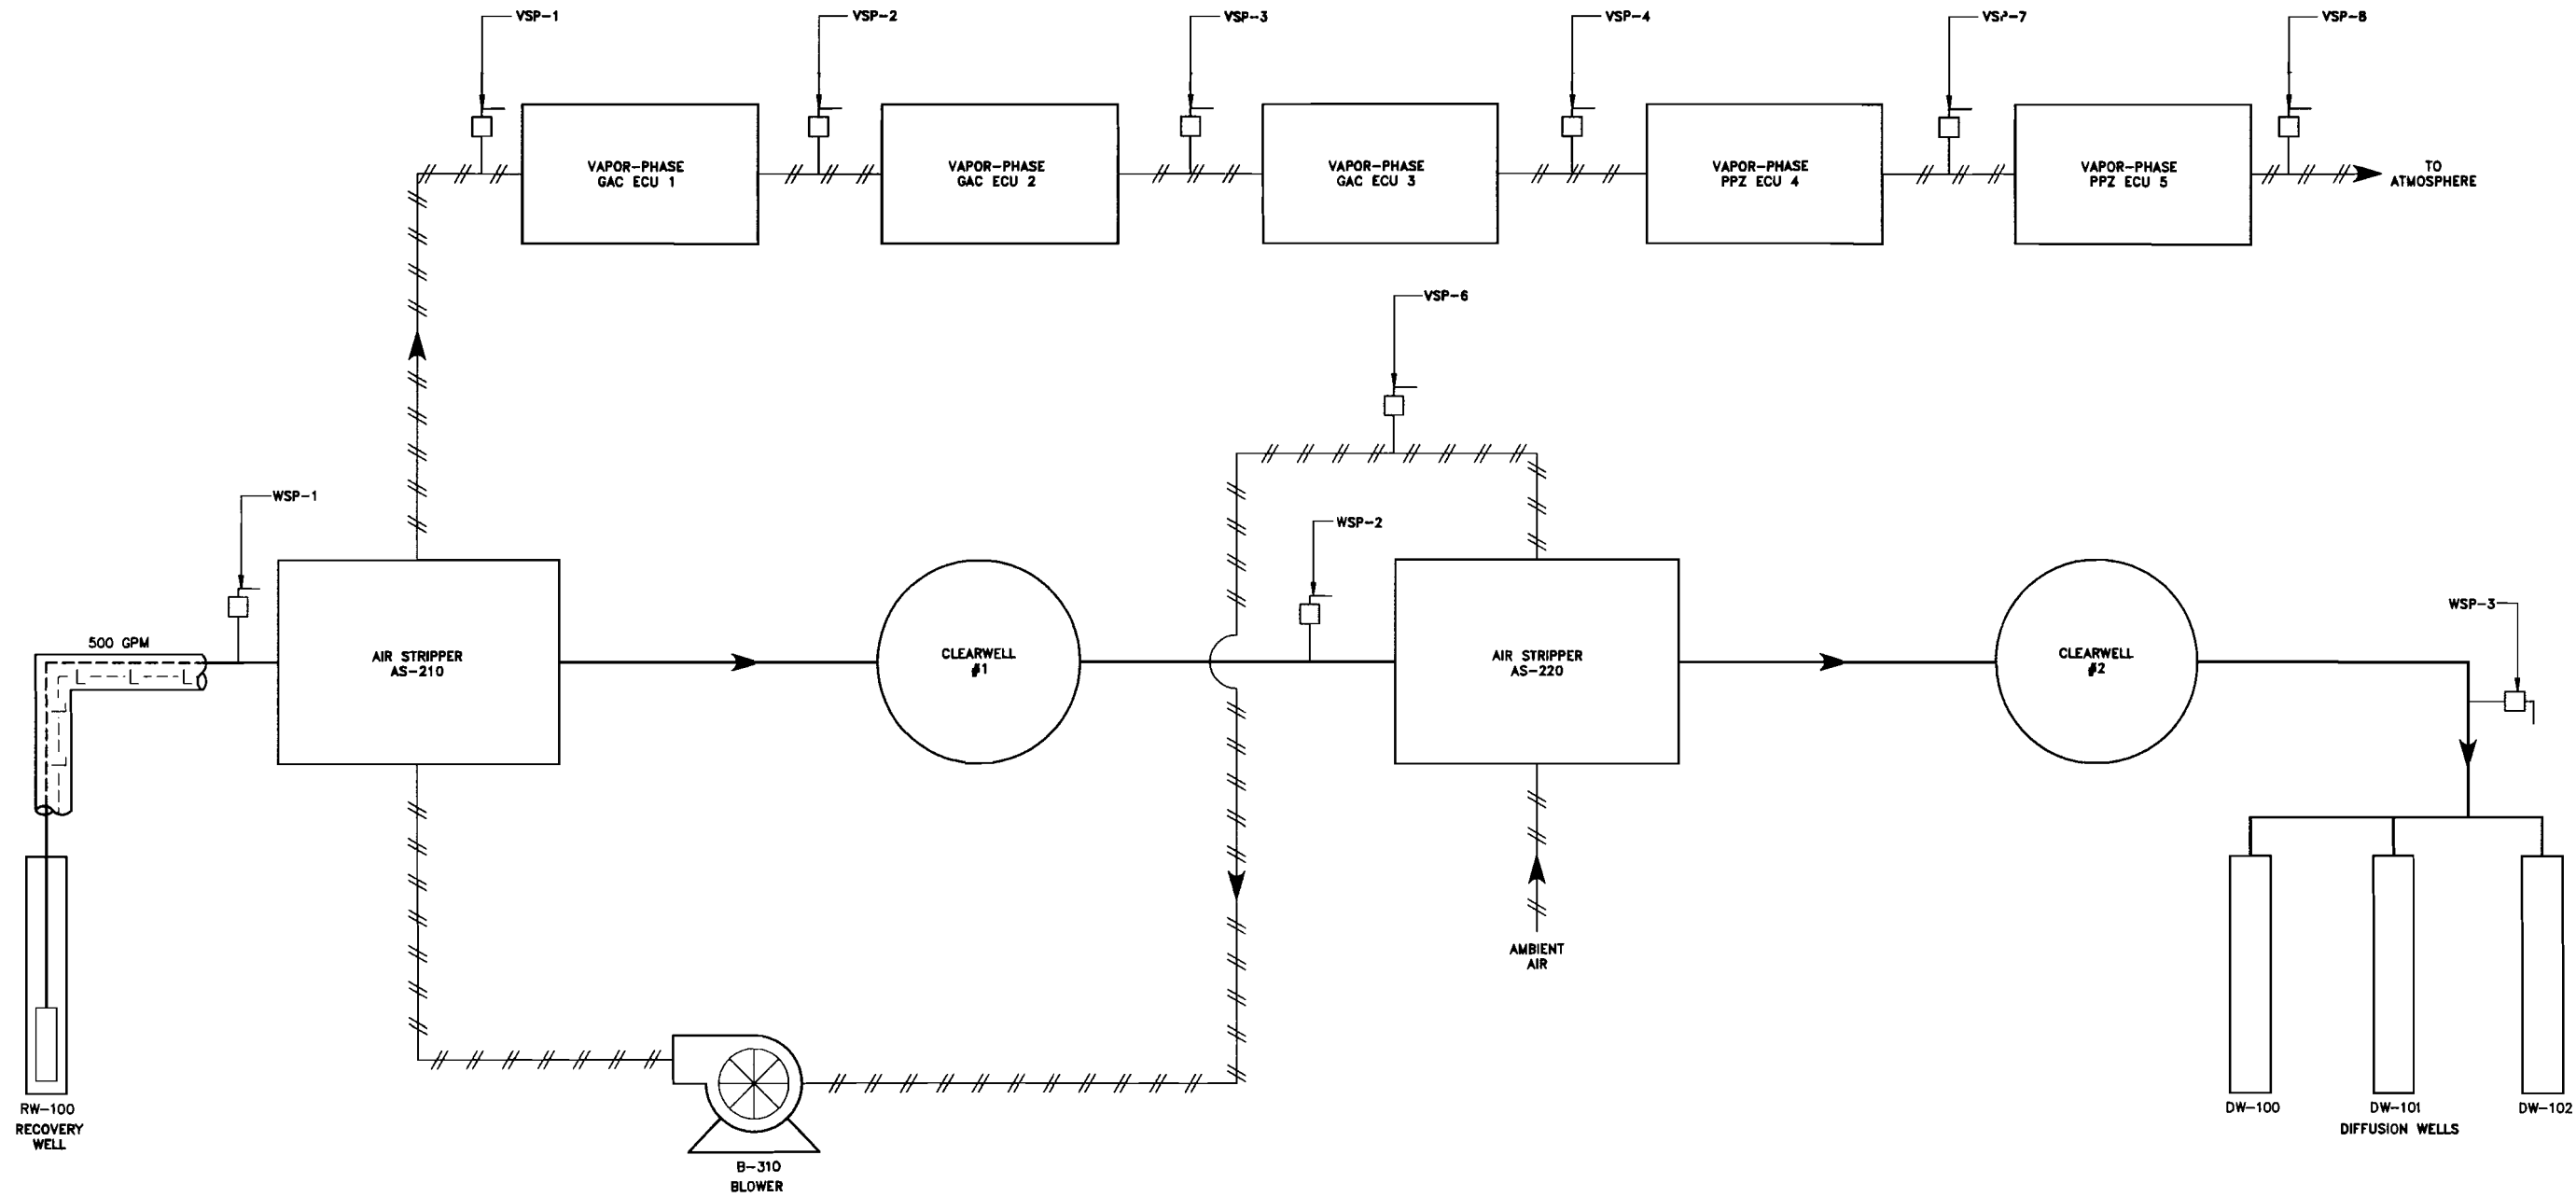 VSP-1
VSP-2
VSP-3
VSP-4
VSP-7
VSP-8
VAPOR-PHASE
GAC ECU 1
VAPOR-PHASE
GAC ECU 2
VAPOR-PHASE
GAC ECU 3
VAPOR-PHASE
PPZ ECU 4
VAPOR-PHASE
PPZ ECU 5
TO
ATMOSPHERE
VSP-6
WSP-1
WSP-2
WSP-3
500 GPM
AIR STRIPPER
AS-210
CLEARWELL
#1
AIR STRIPPER
AS-220
CLEARWELL
#2
AMBIENT
AIR
RW-100
RECOVERY
WELL
B-310
BLOWER
DW-100
DW-101
DW-102
DIFFUSION WELLS